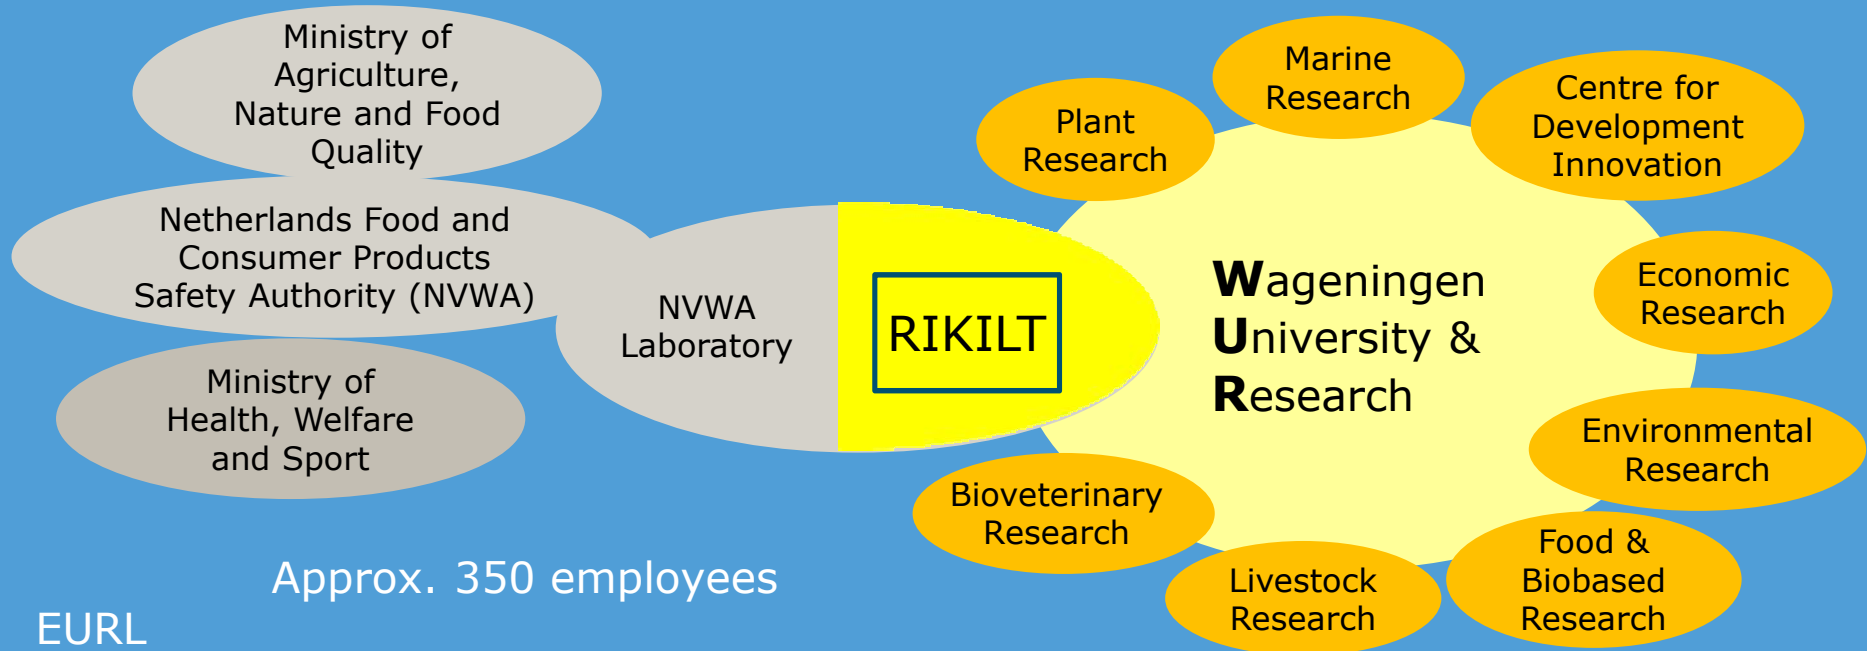 Ministry of
Agriculture,
Nature and Food
Quality
Netherlands Food and
Consumer Products
Safety Authority (NVWA)
Ministry of
Health, Welfare
and Sport
NVWA
Laboratory
RIKILT
Wageningen
University &
Research
Plant
Research
Marine
Research
Centre for
Development
Innovation
Economic
Research
Environmental
Research
Food &
Biobased
Research
Livestock
Research
Bioveterinary
Research
Approx. 350 employees
EURL